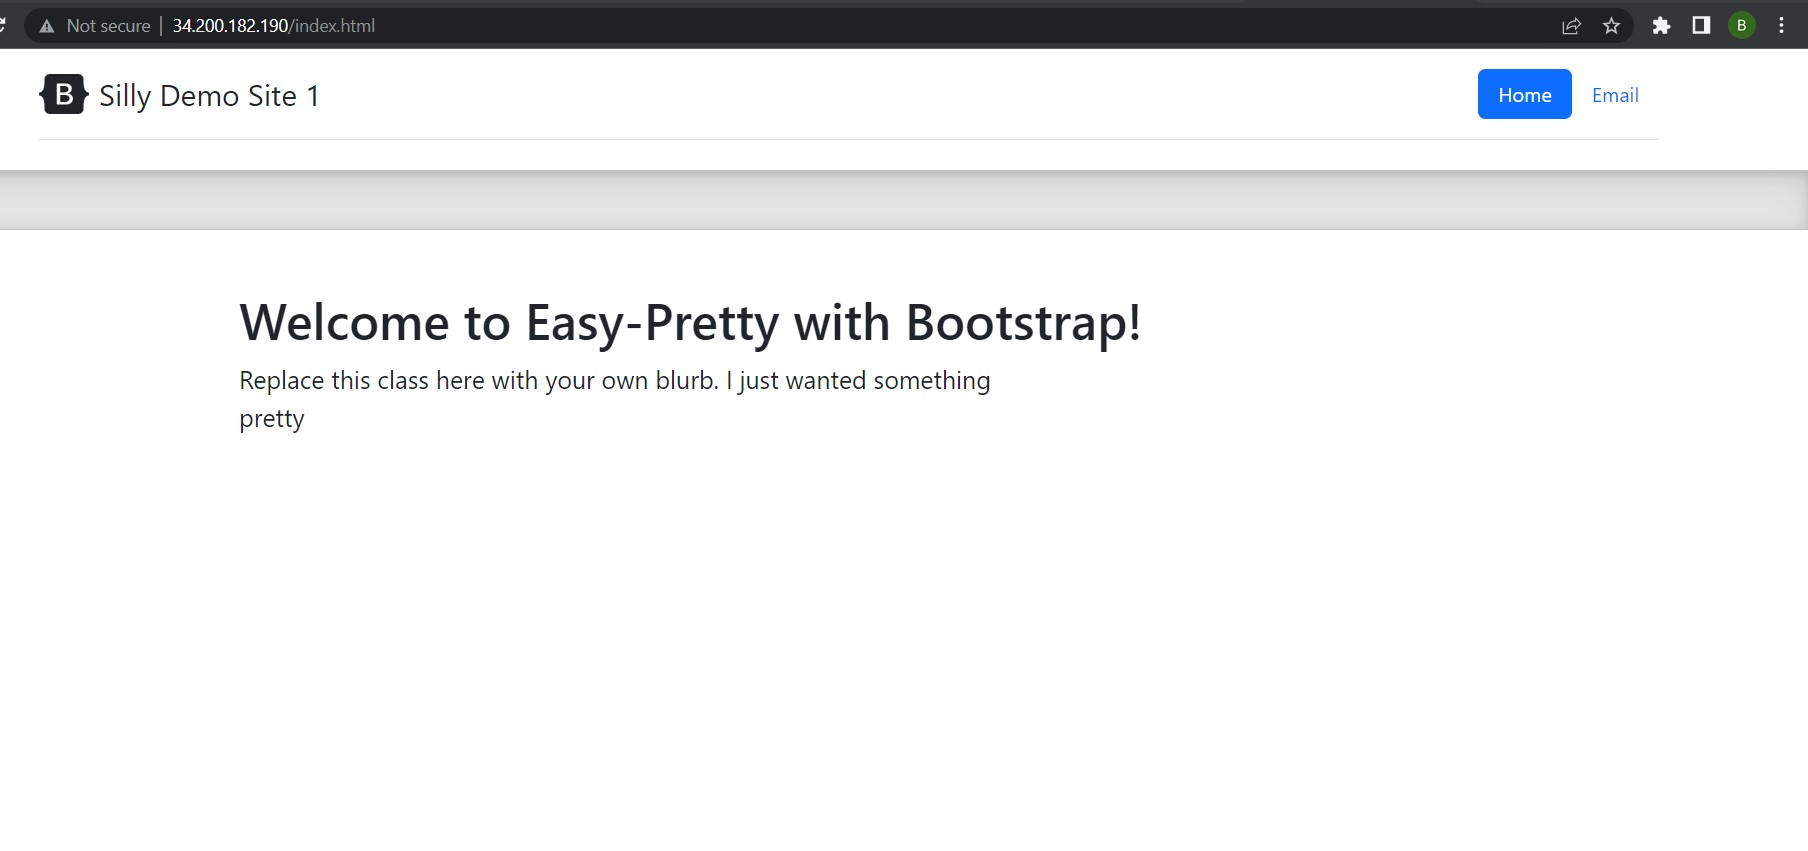 Not secure | 34.200.182.190/index.html
B
B Silly Demo Site 1
Home
Email
Welcome to Easy-Pretty with Bootstrap!
Replace this class here with your own blurb. I just wanted something
pretty